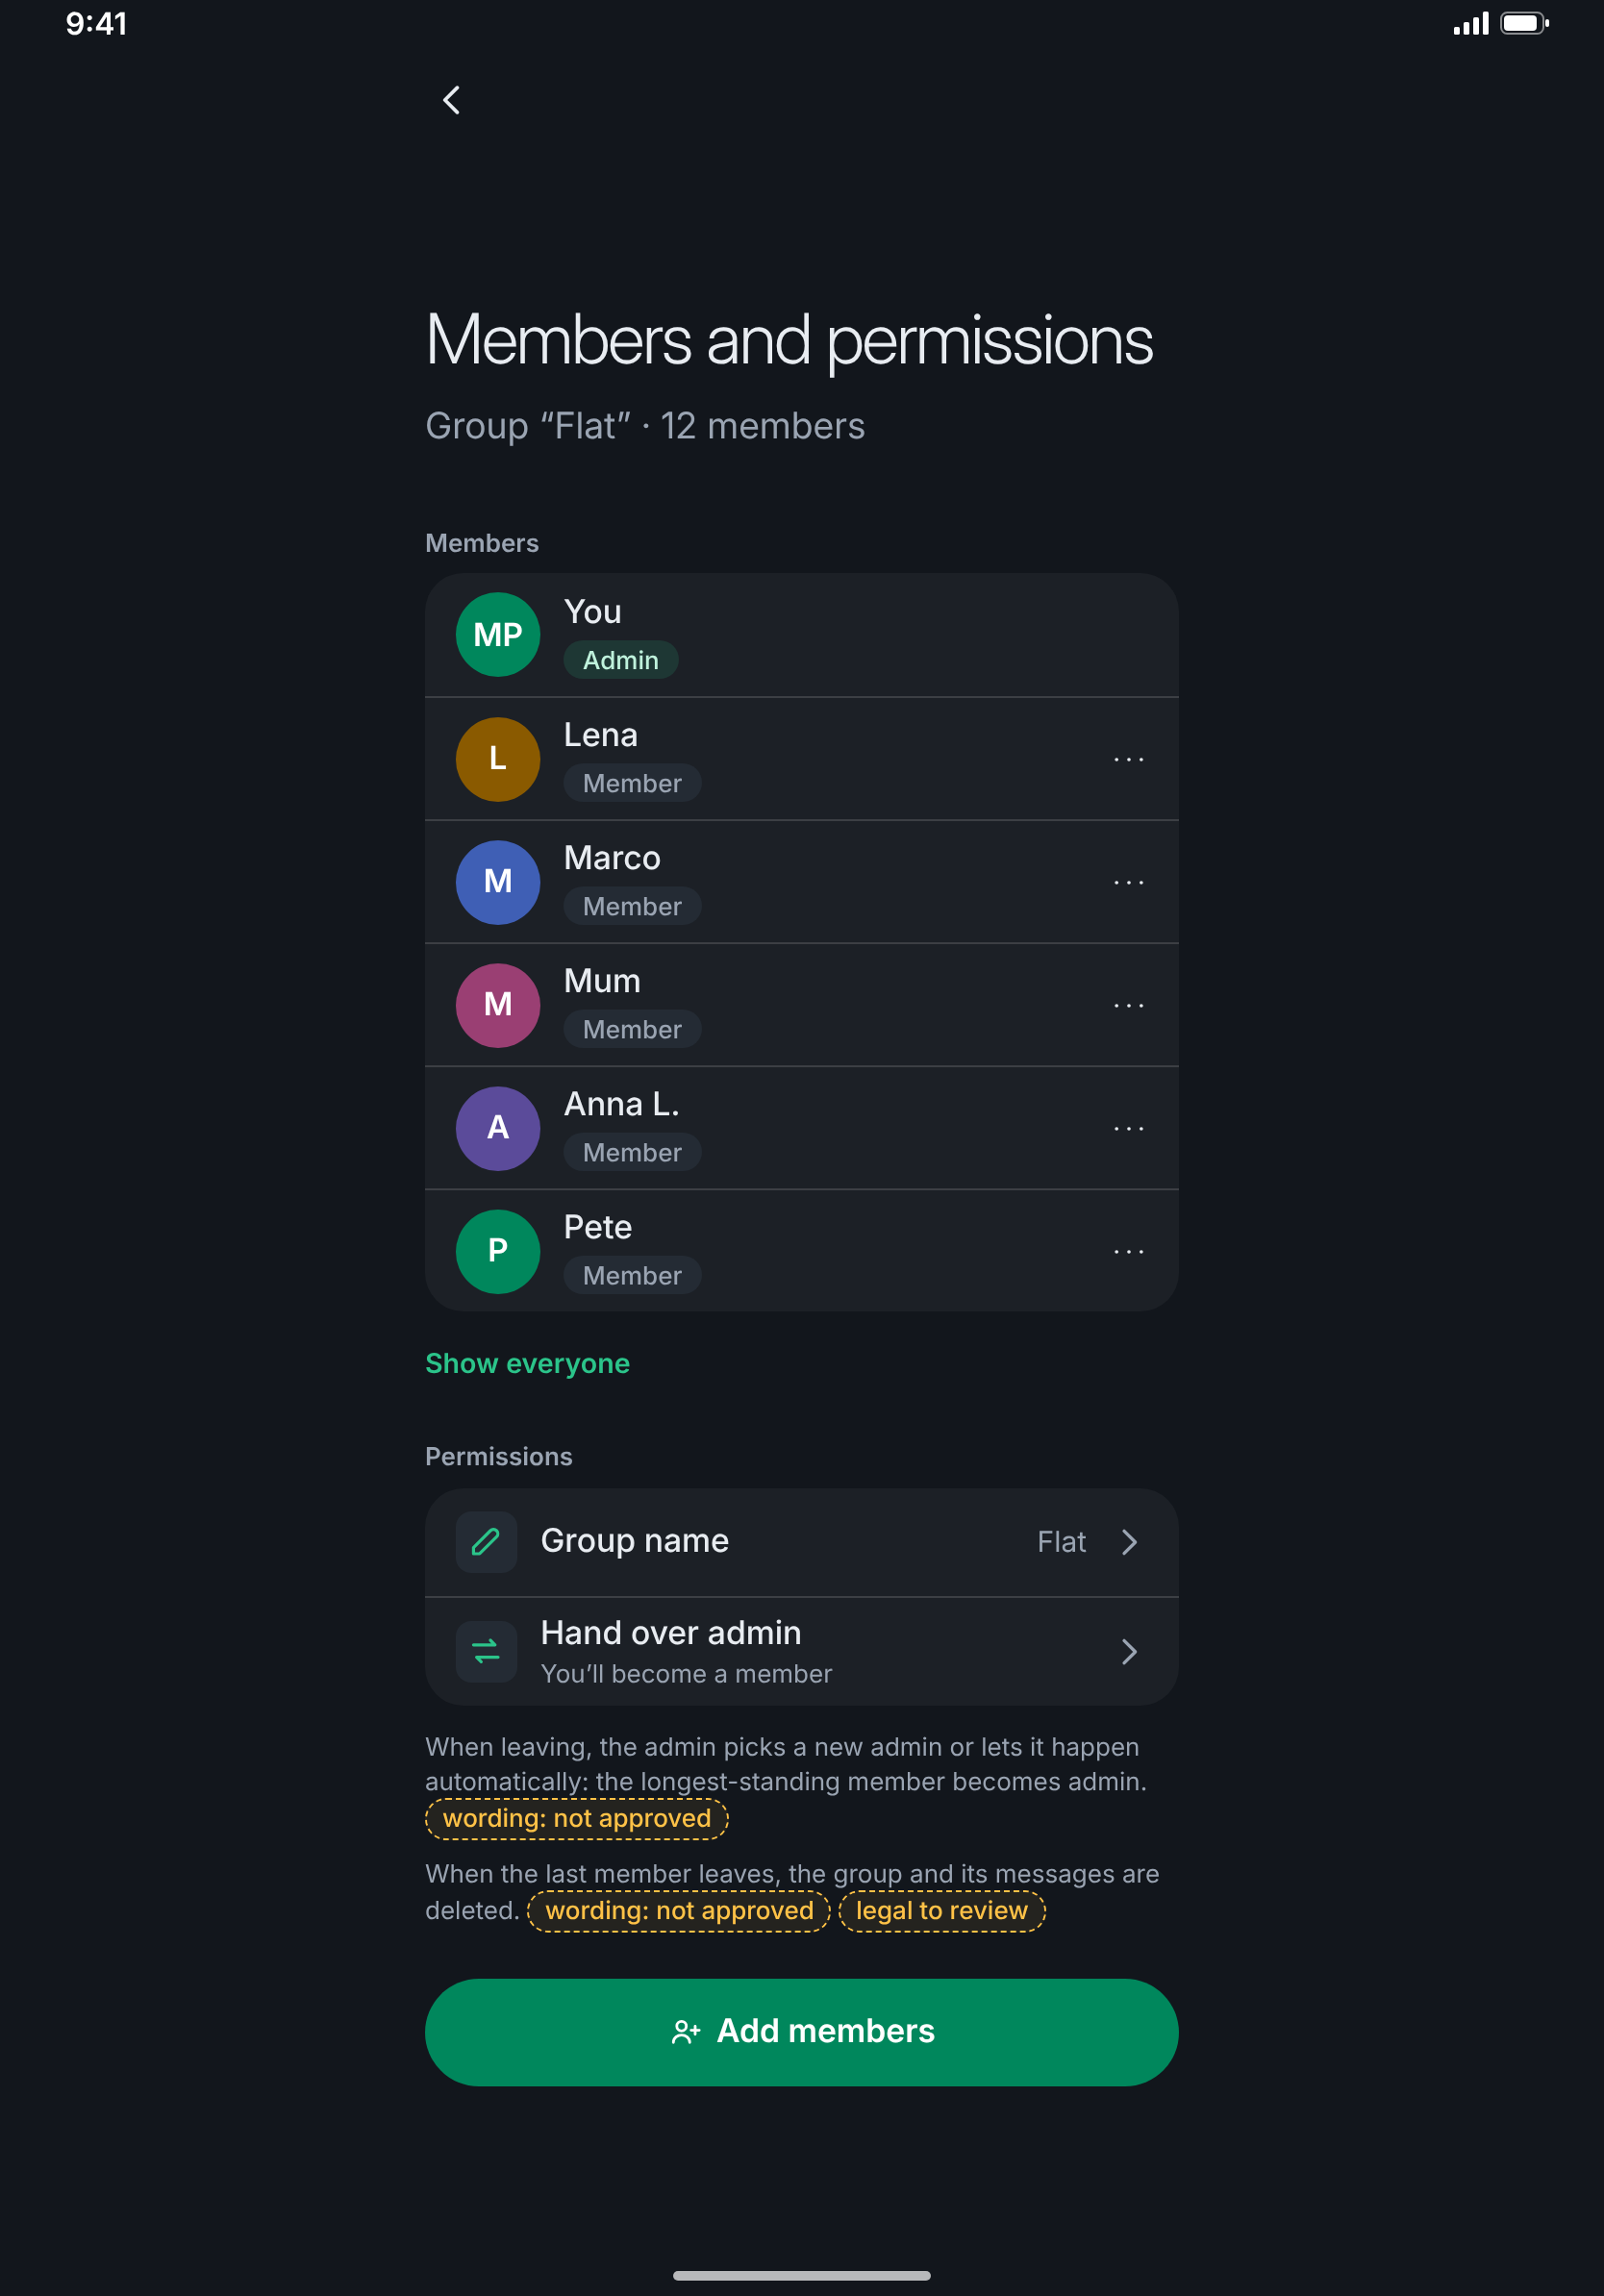 9:41
Members and permissions
Group “Flat” · 12 members
Members
MP
You
Admin
L
Lena
Member
M
Marco
Member
M
Mum
Member
A
Anna L.
Member
P
Pete
Member
Show everyone
Permissions
Group name
Flat
Hand over admin
You’ll become a member
When leaving, the admin picks a new admin or lets it happen
automatically: the longest-standing member becomes admin.
wording: not approved
When the last member leaves, the group and its messages are
deleted. wording: not approved legal to review
Add members